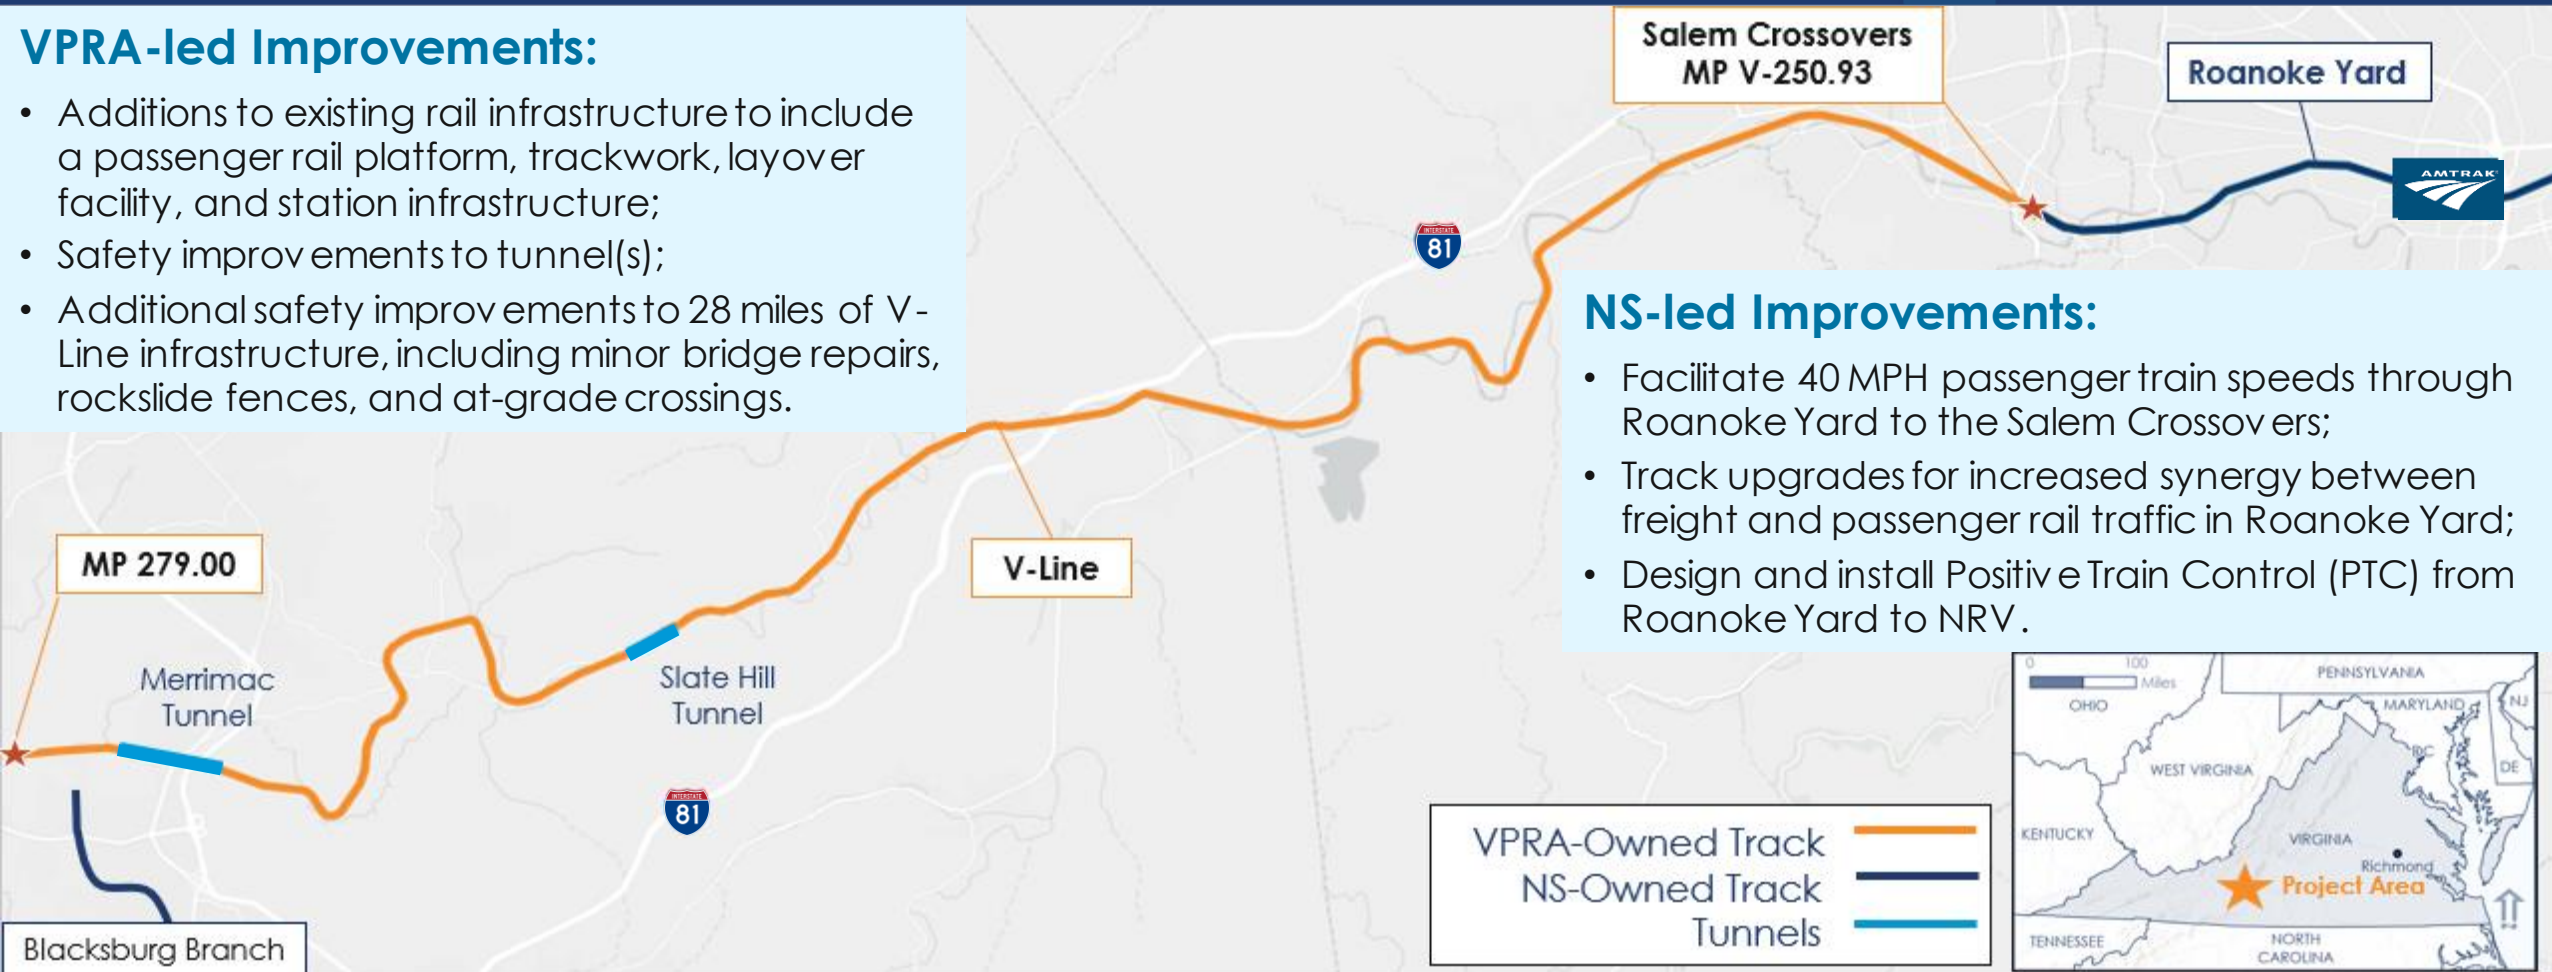 VPRA-led Improvements:
• Additions to existing rail infrastructure to include
a passenger rail platform, trackwork, layover
facility, and station infrastructure;
• Safety improvements to tunnel(s);
• Additional safety improvements to 28 miles of V-
Line infrastructure, including minor bridge repairs,
rockslide fences, and at-grade crossings.
Salem Crossovers
MP V-250.93
Roanoke Yard
AMTRAK
INTERSTATE
81
NS-led Improvements:
• Facilitate 40 MPH passenger train speeds through
Roanoke Yard to the Salem Crossovers;
• Track upgrades for increased synergy between
freight and passenger rail traffic in Roanoke Yard;
• Design and install Positive Train Control (PTC) from
Roanoke Yard to NRV.
MP 279.00
V-Line
Merrimac
Tunnel
Slate Hill
Tunnel
INTERSTATE
81
Blacksburg Branch
VPRA-Owned Track
NS-Owned Track
Tunnels
0 100
Miles
PENNSYLVANIA
OHIO
MARYLAND
NJ
DC
DE
WEST VIRGINIA
KENTUCKY
VIRGINIA
Richmond
Project Area
TENNESSEE
NORTH
CAROLINA